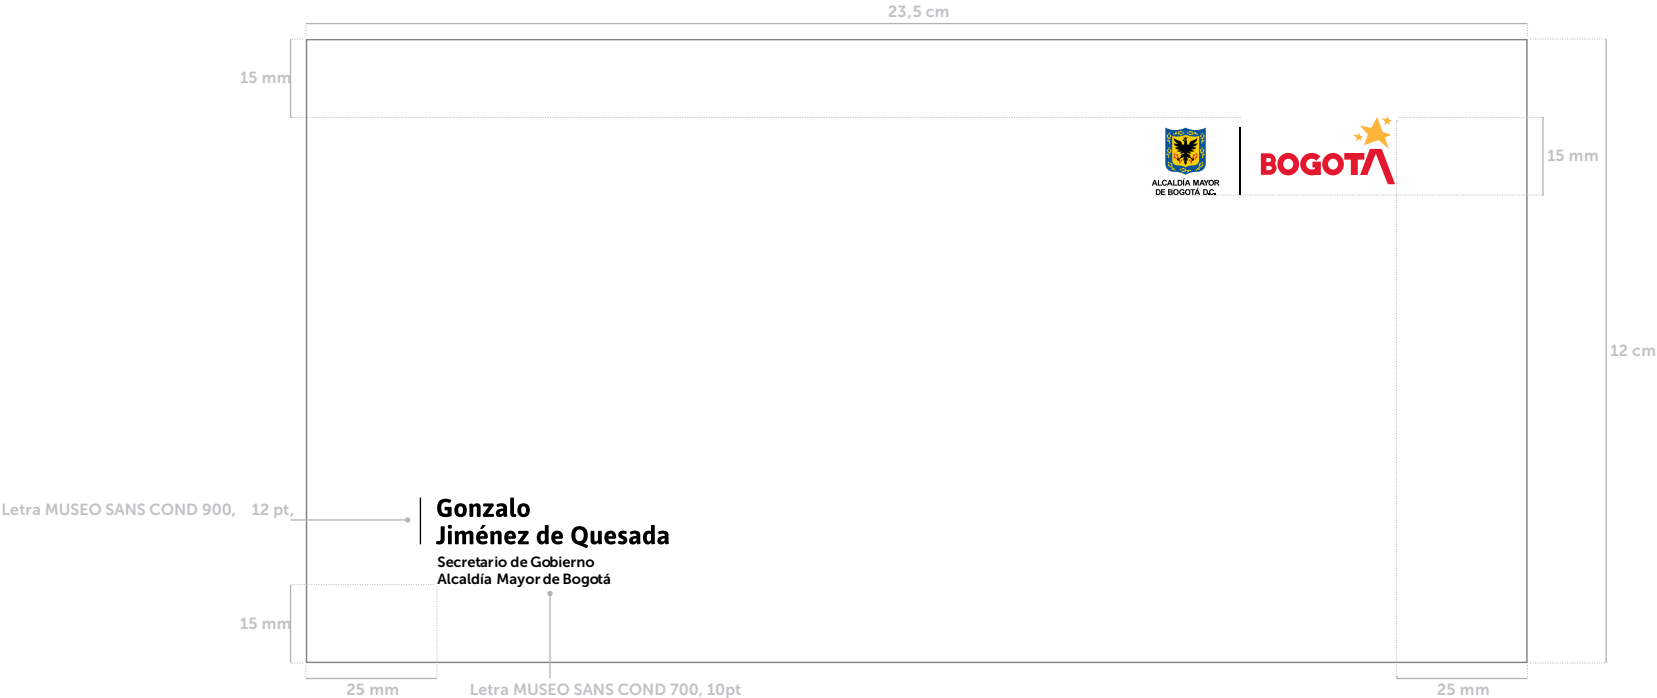 23,5 cm
15 mm
ALCALDÍA MAYOR
DE BOGOTÁ D.C.
BOGOTÁ
15 mm
12 cm
Letra MUSEO SANS COND 900, 12 pt,
Gonzalo
Jiménez de Quesada
Secretario de Gobierno
Alcaldía Mayor de Bogotá
15 mm
25 mm
Letra MUSEO SANS COND 700, 10pt
25 mm